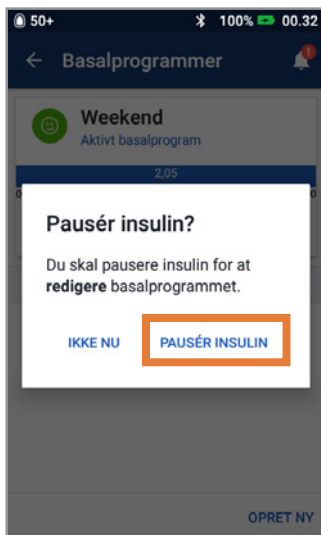 50+ 100% 00.32
Basalprogrammer 1
Weekend
Aktivt basalprogram
2,05
Pausér insulin?
Du skal pausere insulin for at
redigere basalprogrammet.
IKKE NU PAUSÉR INSULIN
OPRET NY